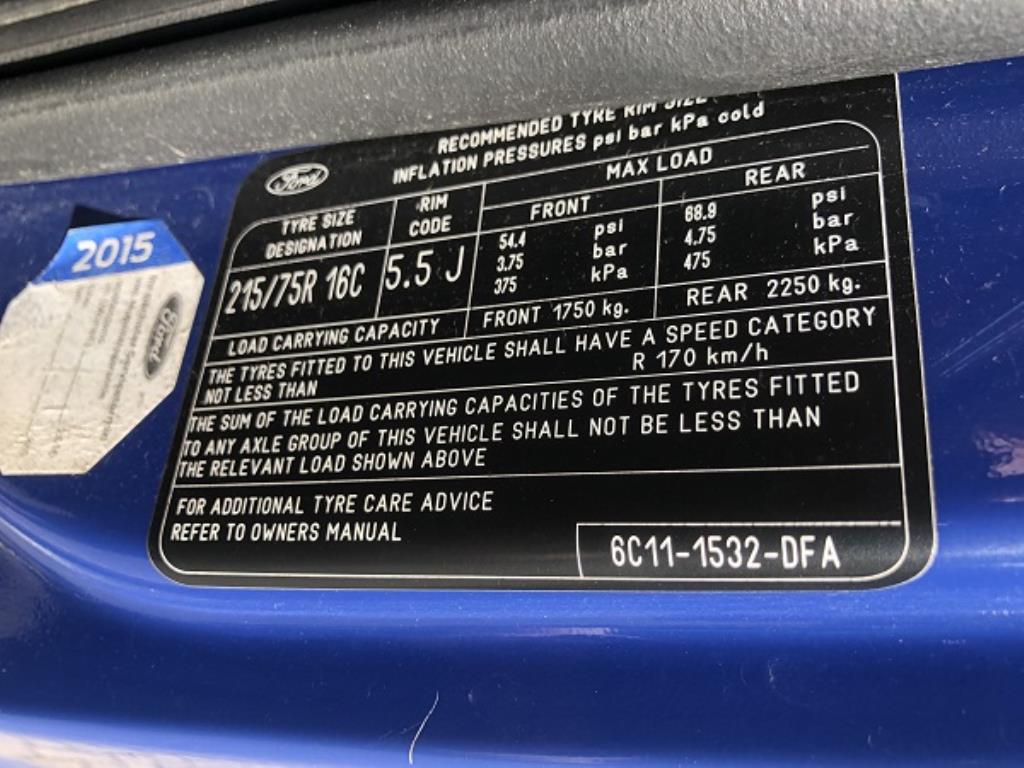 RECOMMENDED TYRE RIM SIZE
INFLATION PRESSURES psi bar kPa cold
Ford
MAX LOAD
TYRE SIZE DESIGNATION
RIM CODE
FRONT
REAR
215/75R 16C
5.5 J
54.4 psi
3.75 bar
375 kPa
68.9 psi
4.75 bar
475 kPa
LOAD CARRYING CAPACITY
FRONT 1750 kg.
REAR 2250 kg.
THE TYRES FITTED TO THIS VEHICLE SHALL HAVE A SPEED CATEGORY
NOT LESS THAN R 170 km/h
THE SUM OF THE LOAD CARRYING CAPACITIES OF THE TYRES FITTED
TO ANY AXLE GROUP OF THIS VEHICLE SHALL NOT BE LESS THAN
THE RELEVANT LOAD SHOWN ABOVE
FOR ADDITIONAL TYRE CARE ADVICE
REFER TO OWNERS MANUAL
6C11-1532-DFA
2015
Ford